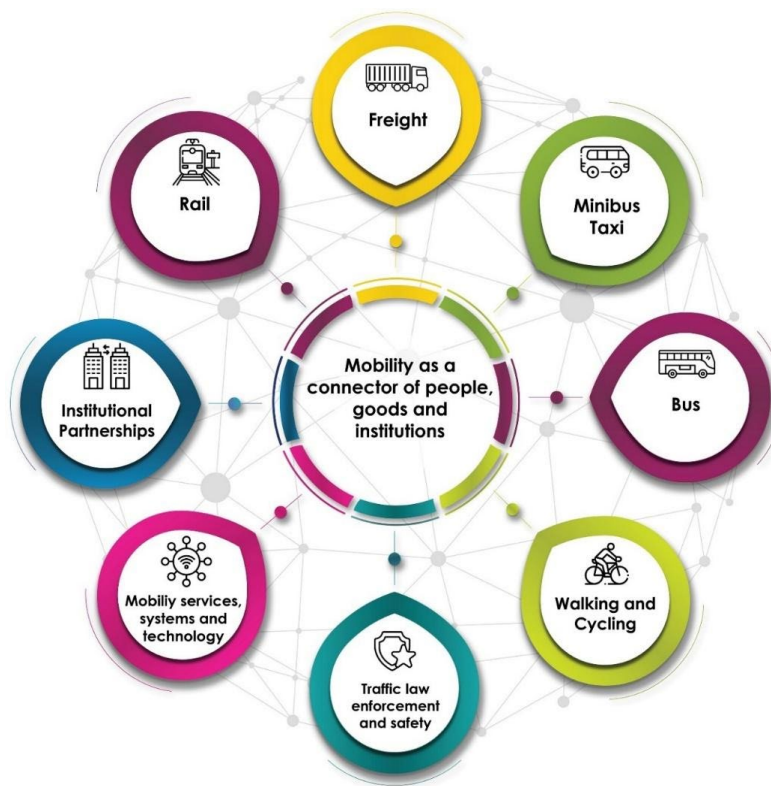 Freight
Minibus
Taxi
Bus
Walking and
Cycling
Traffic law
enforcement
and safety
Mobiliy services,
systems and
technology
Institutional
Partnerships
Rail
Mobility as a
connector of people,
goods and
institutions